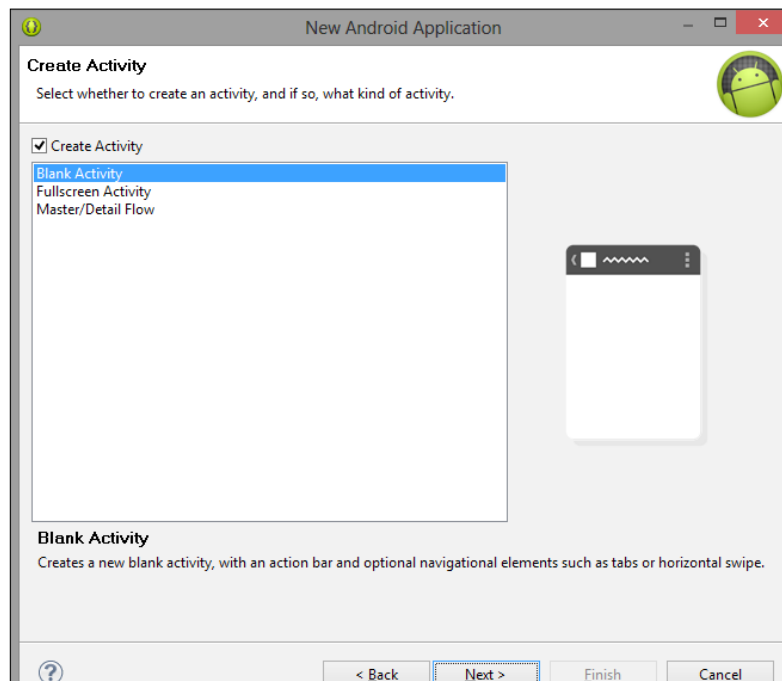 New Android Application
Create Activity
Select whether to create an activity, and if so, what kind of activity.
Create Activity
Blank Activity
Fullscreen Activity
Master/Detail Flow
Blank Activity
Creates a new blank activity, with an action bar and optional navigational elements such as tabs or horizontal swipe.
? < Back Next > Finish Cancel